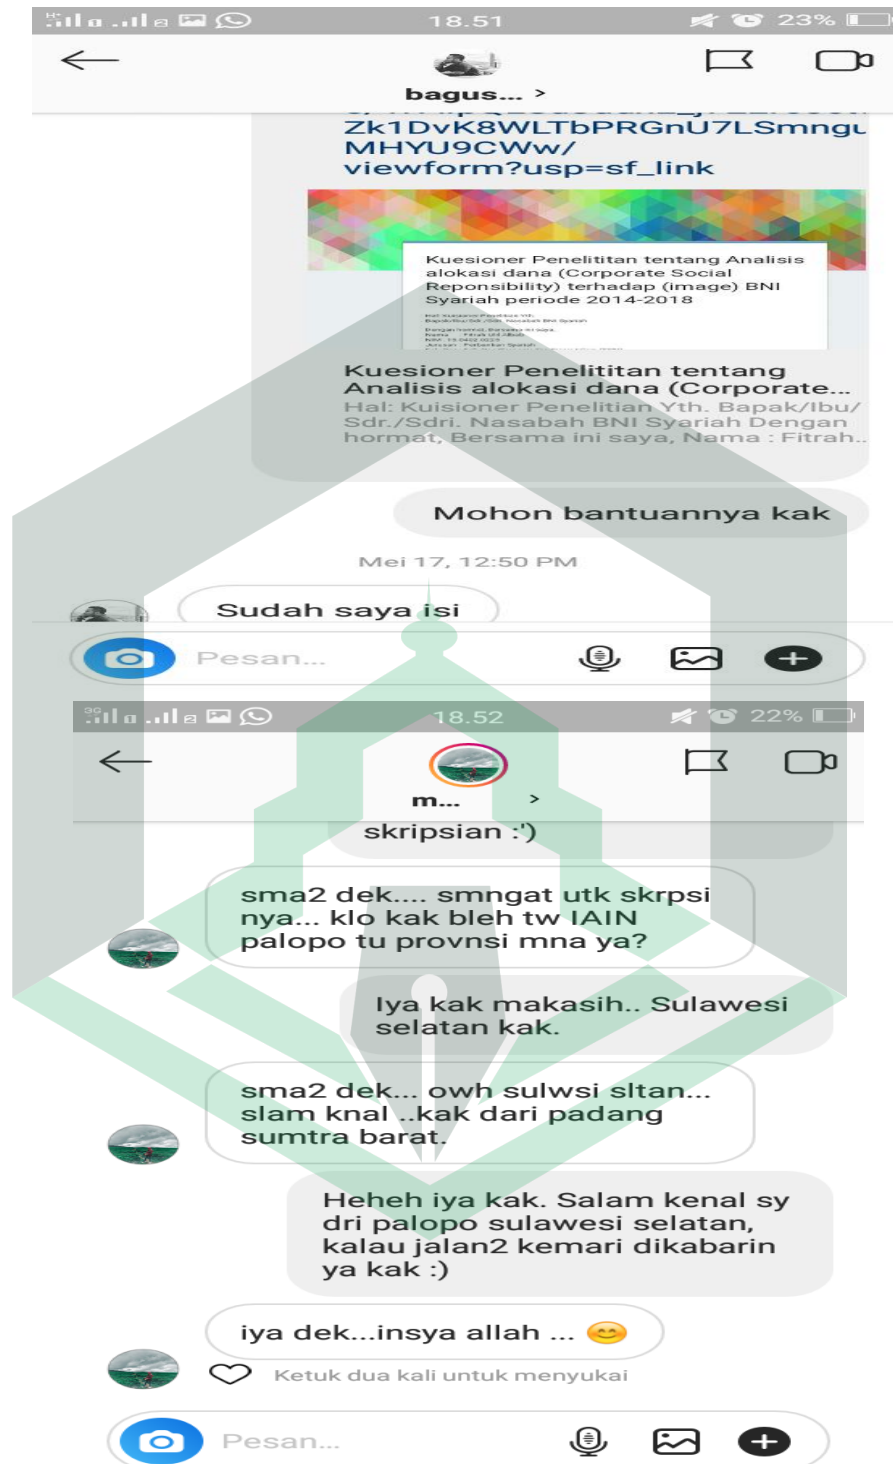 18.51
23%
bagus... >
Zk1DvK8WLTbPRGnU7LSmngu
MHYU9CWw/
viewform?usp=sf_link
Kuesioner Penelititan tentang Analisis
alokasi dana (Corporate Social
Reponsibility) terhadap (image) BNI
Syariah periode 2014-2018
Kuesioner Penelititan tentang
Analisis alokasi dana (Corporate...
Hal: Kuisioner Penelitian Yth. Bapak/Ibu/
Sdr./Sdri. Nasabah BNI Syariah Dengan
hormat, Bersama ini saya, Nama : Fitrah..
Mohon bantuannya kak
Mei 17, 12:50 PM
Sudah saya isi
Pesan...
3G
18.52
22%
m... >
skripsian :')
sma2 dek.... smngat utk skrpsi
nya... klo kak bleh tw IAIN
palopo tu provnsi mna ya?
Iya kak makasih.. Sulawesi
selatan kak.
sma2 dek... owh sulwsi sltan...
slam knal ..kak dari padang
sumtra barat.
Heheh iya kak. Salam kenal sy
dri palopo sulawesi selatan,
kalau jalan2 kemari dikabarin
ya kak :)
iya dek...insya allah ... 😊
Ketuk dua kali untuk menyukai
Pesan...